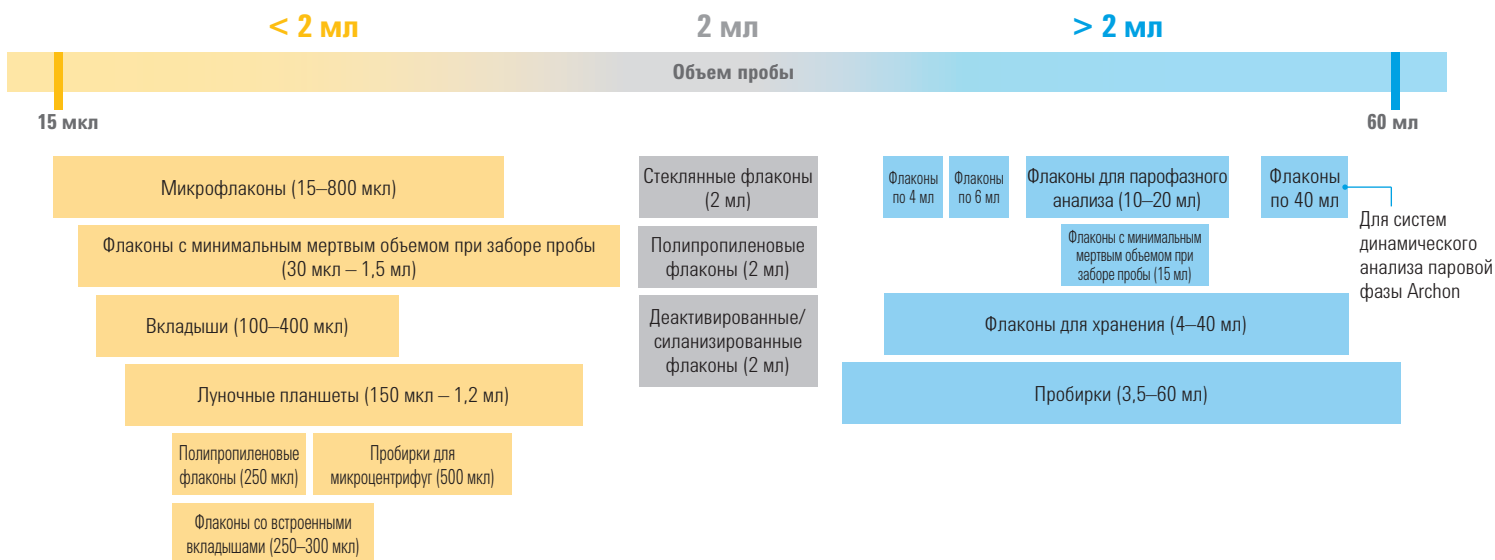 < 2 мл
2 мл
> 2 мл
Объем пробы
15 мкл
60 мл
Микрофлаконы (15–800 мкл)
Флаконы с минимальным мертвым объемом при заборе пробы
(30 мкл – 1,5 мл)
Вкладыши (100–400 мкл)
Луночные планшеты (150 мкл – 1,2 мл)
Полипропиленовые
флаконы (250 мкл)
Пробирки для
микроцентрифуг (500 мкл)
Флаконы со встроенными
вкладышами (250–300 мкл)
Стеклянные флаконы
(2 мл)
Полипропиленовые
флаконы (2 мл)
Деактивированные/
силанизированные
флаконы (2 мл)
Флаконы
по 4 мл
Флаконы
по 6 мл
Флаконы для парофазного
анализа (10–20 мл)
Флаконы
по 40 мл
Для систем
динамического
анализа паровой
фазы Archon
Флаконы с минимальным
мертвым объемом при
заборе пробы (15 мл)
Флаконы для хранения (4–40 мл)
Пробирки (3,5–60 мл)